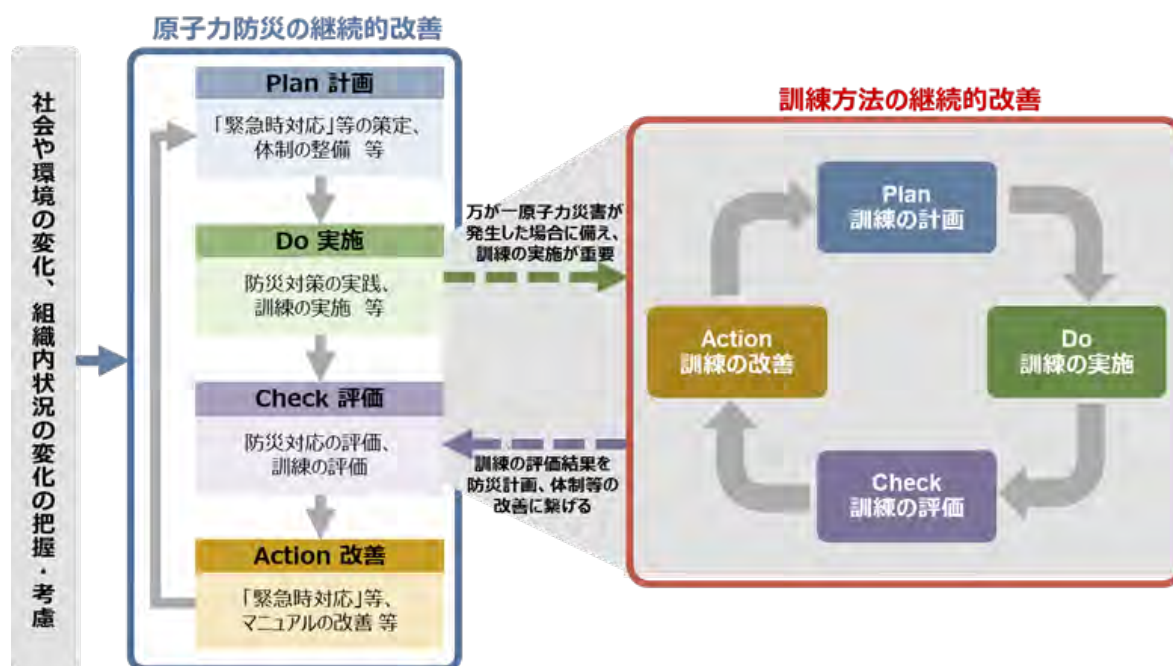 社会や環境の変化、組織内状況の変化の把握・考慮
原子力防災の継続的改善
Plan 計画
「緊急時対応」等の策定、
体制の整備 等
Do 実施
防災対策の実践、
訓練の実施 等
Check 評価
防災対応の評価、
訓練の評価
Action 改善
「緊急時対応」等、
マニュアルの改善 等
万が一原子力災害が
発生した場合に備え、
訓練の実施が重要
訓練の評価結果を
防災計画、体制等の
改善に繋げる
訓練方法の継続的改善
Plan
訓練の計画
Do
訓練の実施
Check
訓練の評価
Action
訓練の改善